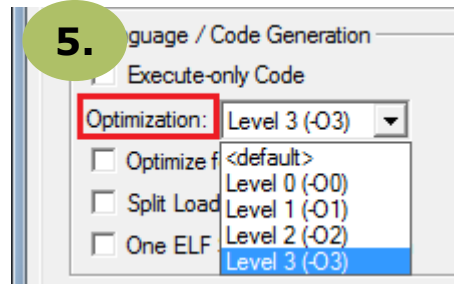 5.
guage / Code Generation
Execute-only Code
Optimization: Level 3 (-O3)
Optimize f
<default>
Level 0 (-O0)
Split Load
Level 1 (-O1)
Level 2 (-O2)
One ELF
Level 3 (-O3)